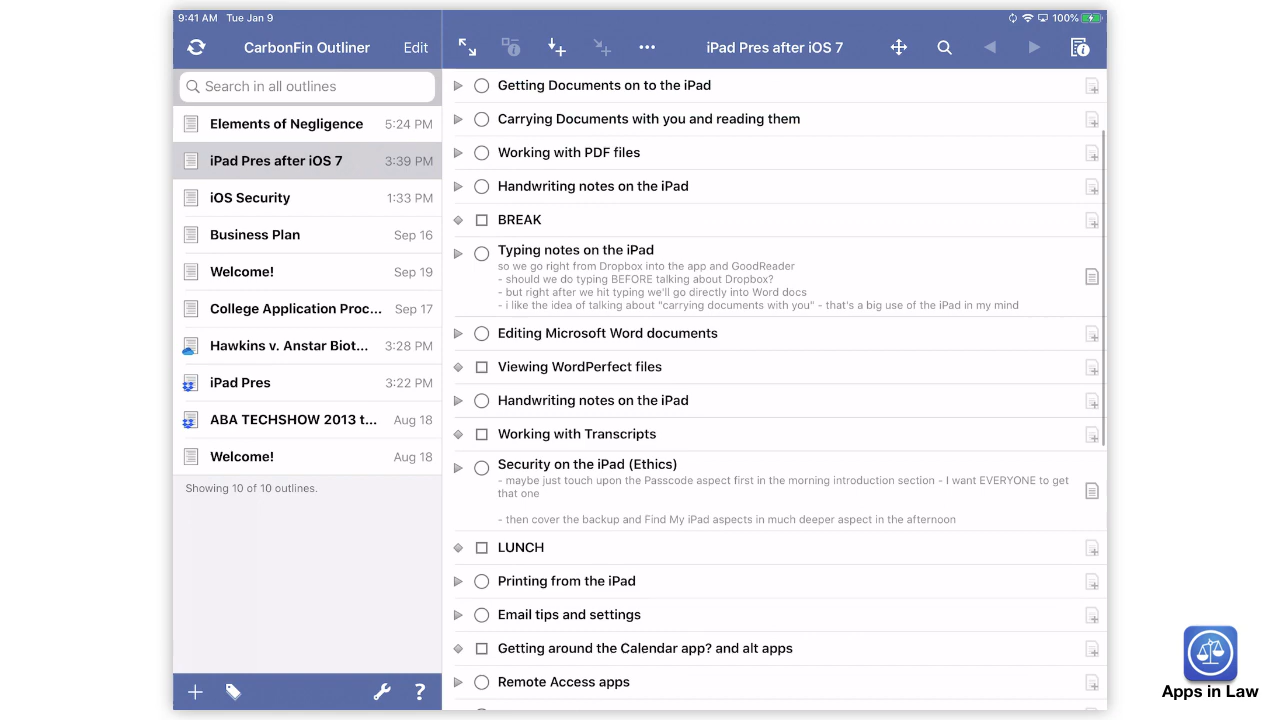 9:41 AM Tue Jan 9
100%
CarbonFin Outliner
Edit
Search in all outlines
Elements of Negligence 5:24 PM
iPad Pres after iOS 7 3:39 PM
iOS Security 1:33 PM
Business Plan Sep 16
Welcome! Sep 19
College Application Proc... Sep 17
Hawkins v. Anstar Biot... 3:28 PM
iPad Pres 3:22 PM
ABA TECHSHOW 2013 t... Aug 18
Welcome! Aug 18
Showing 10 of 10 outlines.
?
iPad Pres after iOS 7
Getting Documents on to the iPad
Carrying Documents with you and reading them
Working with PDF files
Handwriting notes on the iPad
BREAK
Typing notes on the iPad
so we go right from Dropbox into the app and GoodReader
- should we do typing BEFORE talking about Dropbox?
- but right after we hit typing we'll go directly into Word docs
- i like the idea of talking about "carrying documents with you" - that's a big use of the iPad in my mind
Editing Microsoft Word documents
Viewing WordPerfect files
Handwriting notes on the iPad
Working with Transcripts
Security on the iPad (Ethics)
- maybe just touch upon the Passcode aspect first in the morning introduction section - I want EVERYONE to get
that one
- then cover the backup and Find My iPad aspects in much deeper aspect in the afternoon
LUNCH
Printing from the iPad
Email tips and settings
Getting around the Calendar app? and alt apps
Remote Access apps
Apps in Law